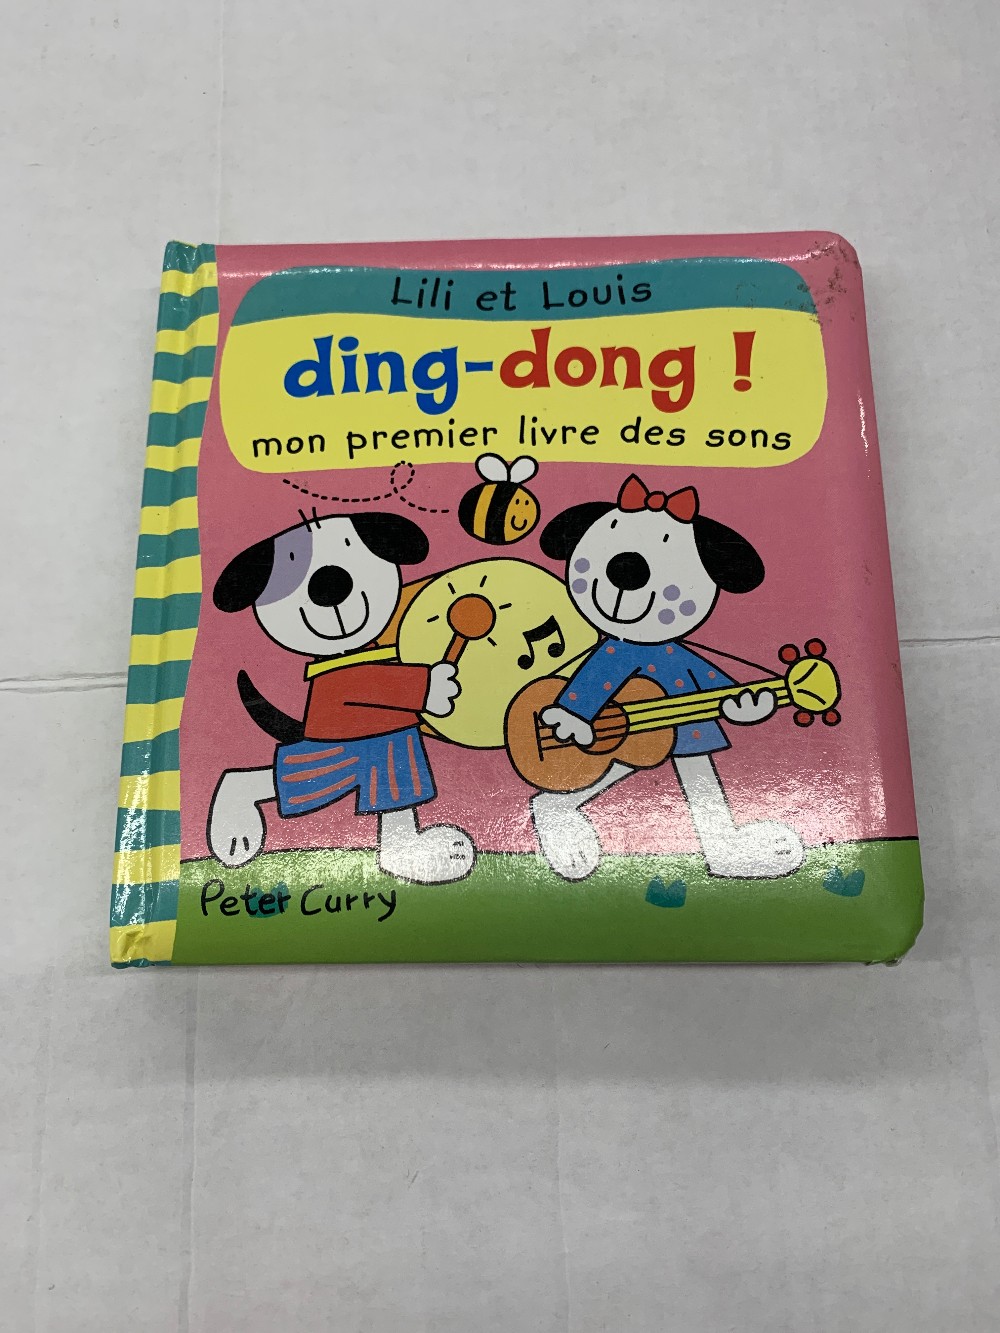 Lili et Louis
ding-dong !
mon premier livre des sons
Peter Curry